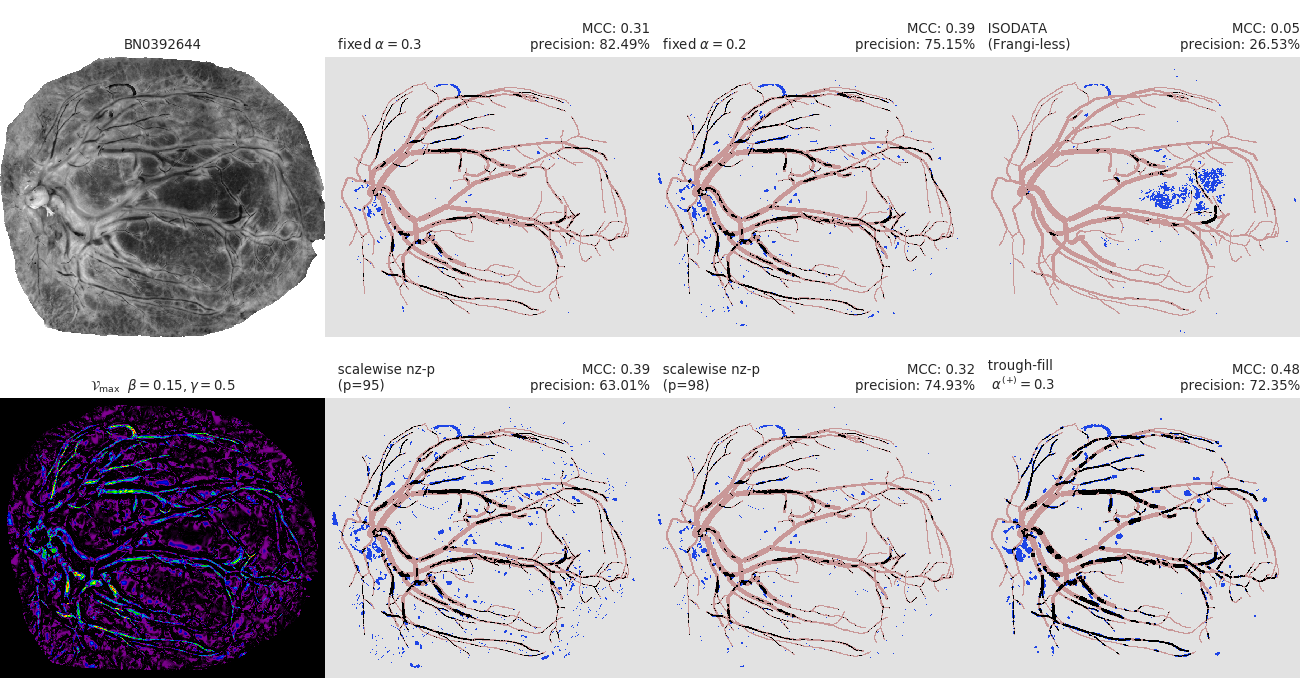 BN0392644
fixed α = 0.3
MCC: 0.31
precision: 82.49%
fixed α = 0.2
MCC: 0.39
precision: 75.15%
ISODATA
(Frangi-less)
MCC: 0.05
precision: 26.53%
𝒱max β = 0.15, γ = 0.5
scalewise nz-p
(p=95)
MCC: 0.39
precision: 63.01%
scalewise nz-p
(p=98)
MCC: 0.32
precision: 74.93%
trough-fill
α(+) = 0.3
MCC: 0.48
precision: 72.35%